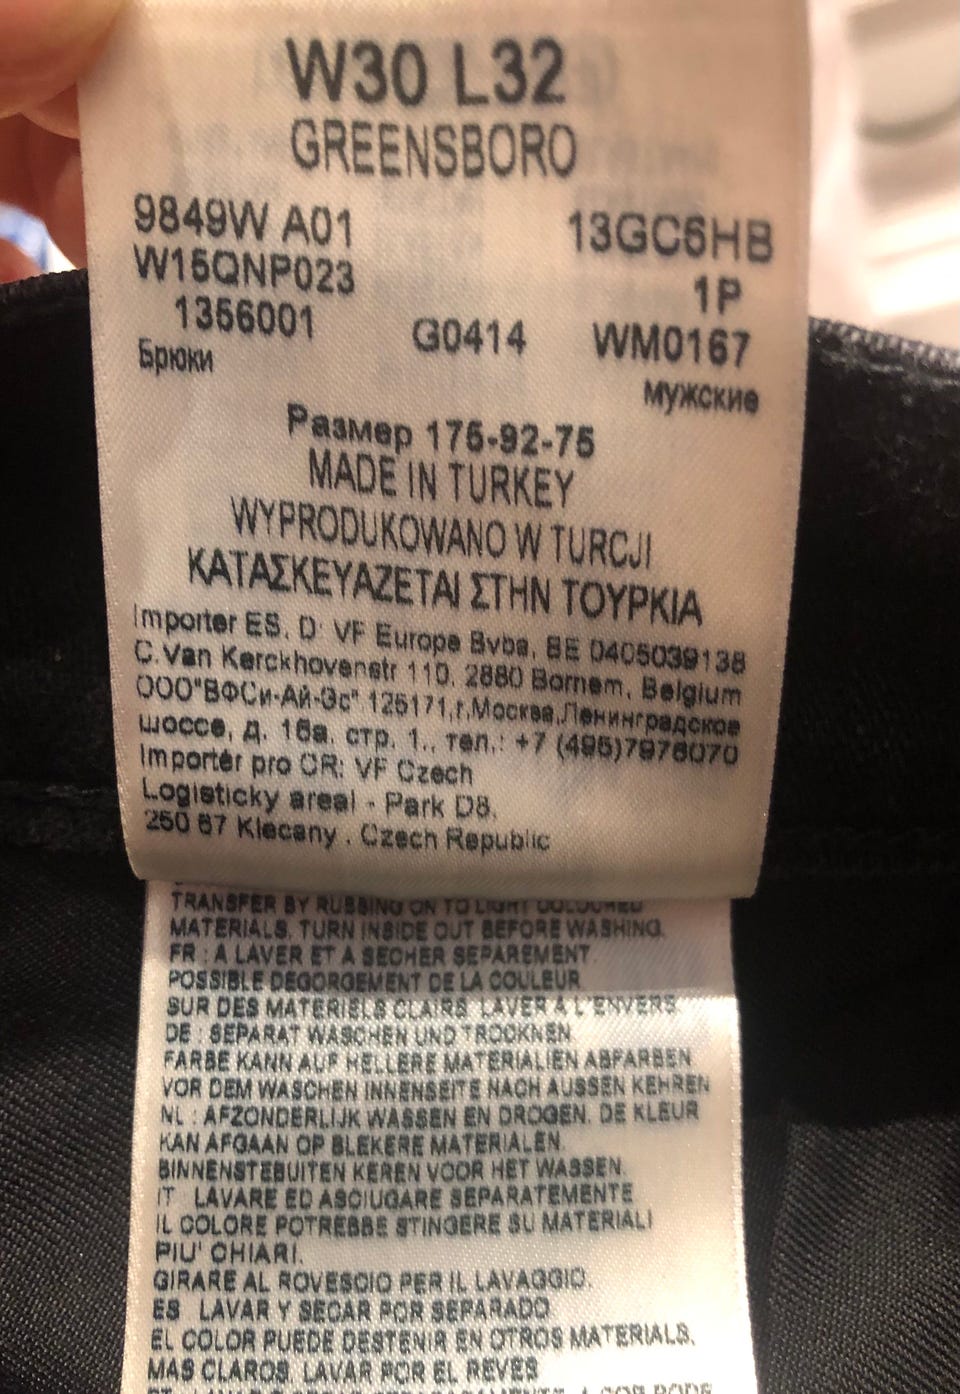 W30 L32
GREENSBORO
9849W A01 13GC6HB
W15QNP023 1P
1356001 G0414 WM0167
Брюки мужские
Размер 175-92-75
MADE IN TURKEY
WYPRODUKOWANO W TURCJI
ΚΑΤΑΣΚΕΥΑΖΕΤΑΙ ΣΤΗΝ ΤΟΥΡΚΙΑ
Importer ES, D: VF Europe Bvba, BE 0405039138
C.Van Kerckhovenstr 110, 2880 Bornem, Belgium
ООО"ВФСи-Ай-Эс" 125171,г.Москва,Ленинградское
шоссе, д. 16а, стр. 1., тел.: +7 (495)7976070
Importér pro CR: VF Czech
Logisticky areal - Park D8,
250 67 Klecany . Czech Republic
TRANSFER BY RUBBING ON TO LIGHT COLOURED
MATERIALS. TURN INSIDE OUT BEFORE WASHING.
FR : A LAVER ET A SECHER SEPAREMENT.
POSSIBLE DEGORGEMENT DE LA COULEUR
SUR DES MATERIELS CLAIRS. LAVER A L'ENVERS.
DE : SEPARAT WASCHEN UND TROCKNEN.
FARBE KANN AUF HELLERE MATERIALIEN ABFARBEN
VOR DEM WASCHEN INNENSEITE NACH AUSSEN KEHREN
NL : AFZONDERLIJK WASSEN EN DROGEN. DE KLEUR
KAN AFGAAN OP BLEKERE MATERIALEN.
BINNENSTEBUITEN KEREN VOOR HET WASSEN.
IT LAVARE ED ASCIUGARE SEPARATEMENTE
IL COLORE POTREBBE STINGERE SU MATERIALI
PIU' CHIARI.
GIRARE AL ROVESCIO PER IL LAVAGGIO.
ES LAVAR Y SECAR POR SEPARADO
EL COLOR PUEDE DESTENIR EN OTROS MATERIALS.
MAS CLAROS. LAVAR POR EL REVES